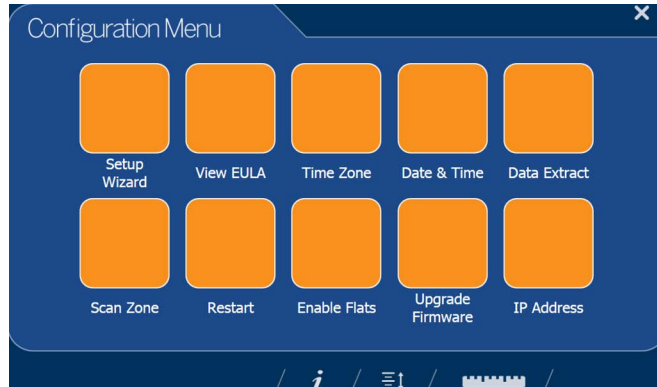 Configuration Menu
Setup
Wizard
View EULA
Time Zone
Date & Time
Data Extract
Scan Zone
Restart
Enable Flats
Upgrade
Firmware
IP Address
i